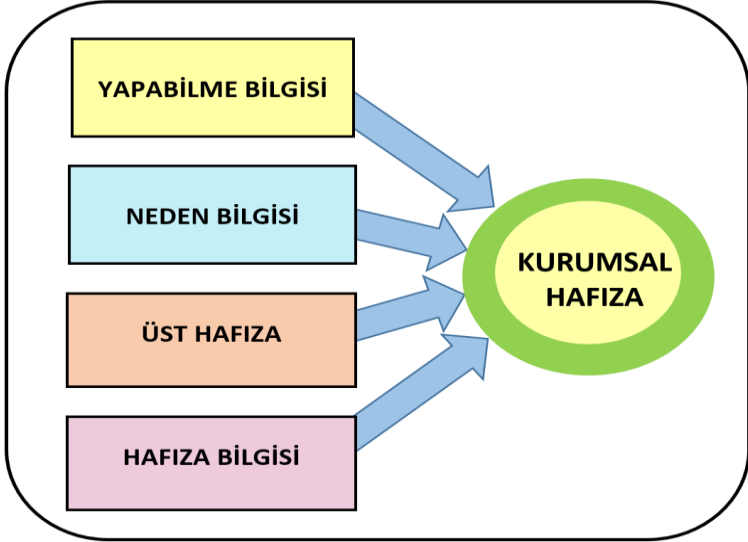 YAPABİLME BİLGİSİ
NEDEN BİLGİSİ
ÜST HAFIZA
HAFIZA BİLGİSİ
KURUMSAL
HAFIZA